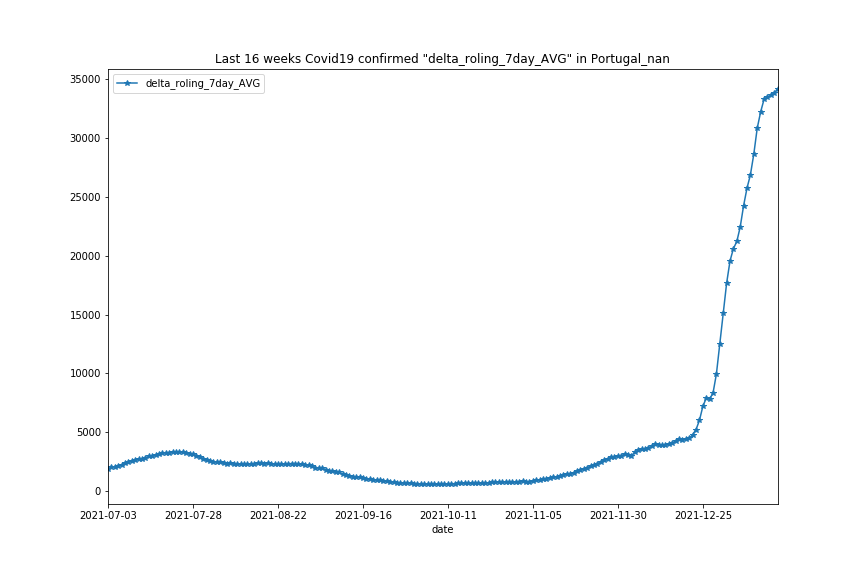 Last 16 weeks Covid19 confirmed "delta_roling_7day_AVG" in Portugal_nan
delta_roling_7day_AVG
35000
30000
25000
20000
15000
10000
5000
0
2021-07-03 2021-07-28 2021-08-22 2021-09-16 2021-10-11 2021-11-05 2021-11-30 2021-12-25
date